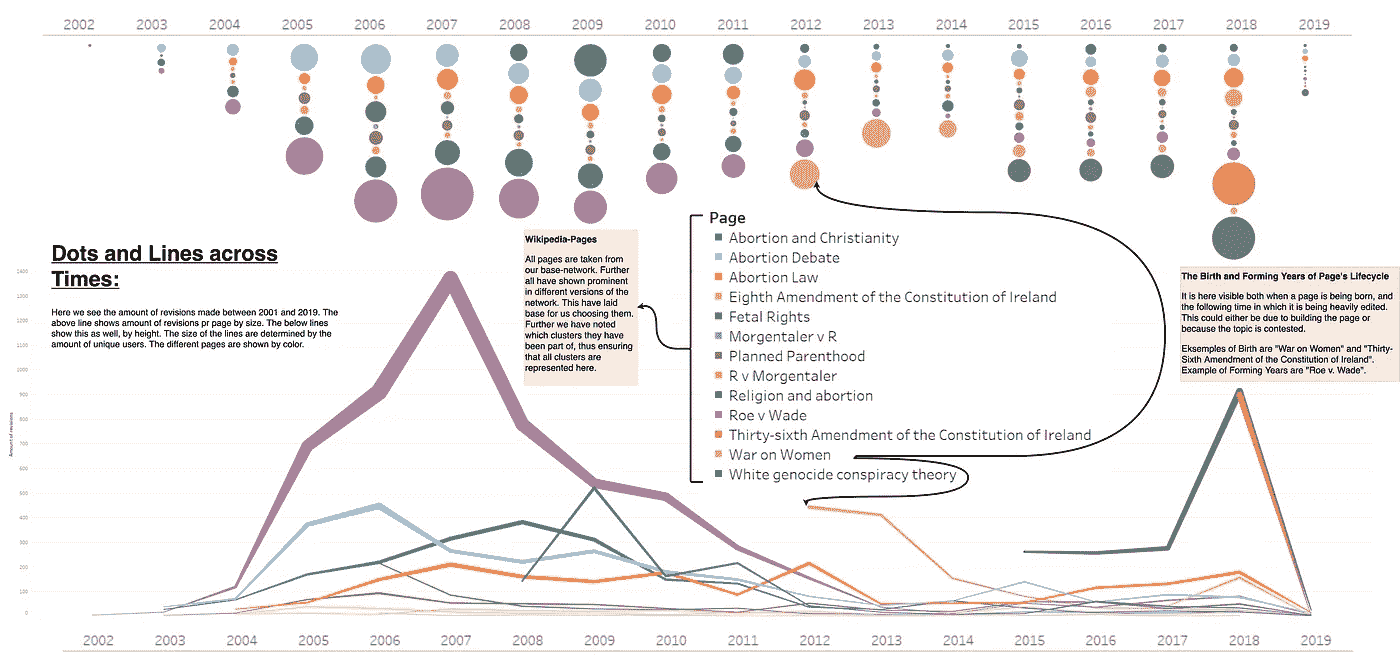 2002 2003 2004 2005 2006 2007 2008 2009 2010 2011 2012 2013 2014 2015 2016 2017 2018 2019
Dots and Lines across
Times:
Here we see the amount of revisions made between 2001 and 2019. The
above line shows amount of revisions pr page by size. The below lines
show this as well, by height. The size of the lines are determined by the
amount of unique users. The different pages are shown by color.
Wikipedia-Pages
All pages are taken from
our base-network. Further
all have shown prominent
in different versions of the
network. This have laid
base for us choosing them.
Further we have noted
which clusters they have
been part of, thus ensuring
that all clusters are
represented here.
Page
Abortion and Christianity
Abortion Debate
Abortion Law
Eighth Amendment of the Constitution of Ireland
Fetal Rights
Morgentaler v R
Planned Parenthood
R v Morgentaler
Religion and abortion
Roe v Wade
Thirty-sixth Amendment of the Constitution of Ireland
War on Women
White genocide conspiracy theory
The Birth and Forming Years of Page's Lifecycle
It is here visible both when a page is being born, and
the following time in which it is being heavily edited.
This could either be due to building the page or
because the topic is contested.
Eksemples of Birth are "War on Women" and "Thirty-
Sixth Amendment of the Constitution of Ireland".
Example of Forming Years are "Roe v. Wade".
Amount of revisions
1400
1300
1200
1100
1000
900
800
700
600
500
400
300
200
100
0
2002 2003 2004 2005 2006 2007 2008 2009 2010 2011 2012 2013 2014 2015 2016 2017 2018 2019